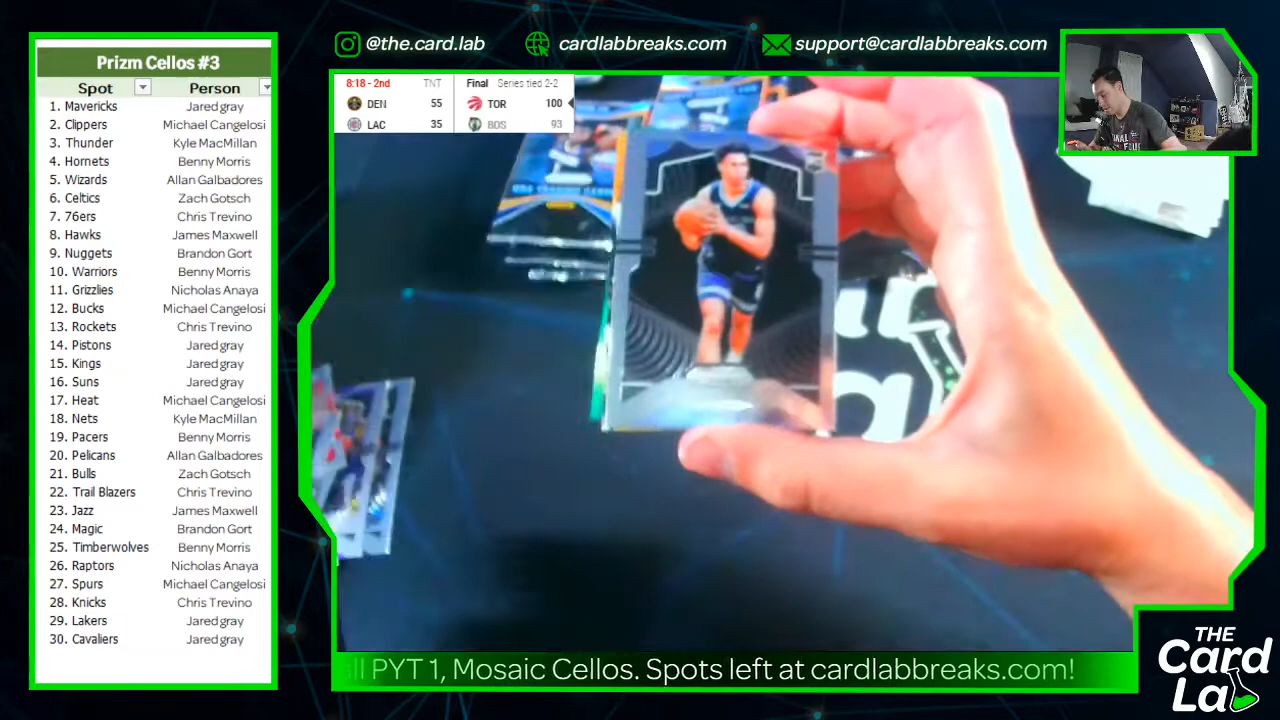 @the.card.lab
cardlabbreaks.com
support@cardlabbreaks.com
Prizm Cellos #3
Spot Person
1. Mavericks Jared gray
2. Clippers Michael Cangelosi
3. Thunder Kyle MacMillan
4. Hornets Benny Morris
5. Wizards Allan Galbadores
6. Celtics Zach Gotsch
7. 76ers Chris Trevino
8. Hawks James Maxwell
9. Nuggets Brandon Gort
10. Warriors Benny Morris
11. Grizzlies Nicholas Anaya
12. Bucks Michael Cangelosi
13. Rockets Chris Trevino
14. Pistons Jared gray
15. Kings Jared gray
16. Suns Jared gray
17. Heat Michael Cangelosi
18. Nets Kyle MacMillan
19. Pacers Benny Morris
20. Pelicans Allan Galbadores
21. Bulls Zach Gotsch
22. Trail Blazers Chris Trevino
23. Jazz James Maxwell
24. Magic Brandon Gort
25. Timberwolves Benny Morris
26. Raptors Nicholas Anaya
27. Spurs Michael Cangelosi
28. Knicks Chris Trevino
29. Lakers Jared gray
30. Cavaliers Jared gray
8:18 - 2nd TNT
DEN 55
LAC 35
Final Series tied 2-2
TOR 100
BOS 93
all PYT 1, Mosaic Cellos. Spots left at cardlabbreaks.com!
THE
Card
Lab